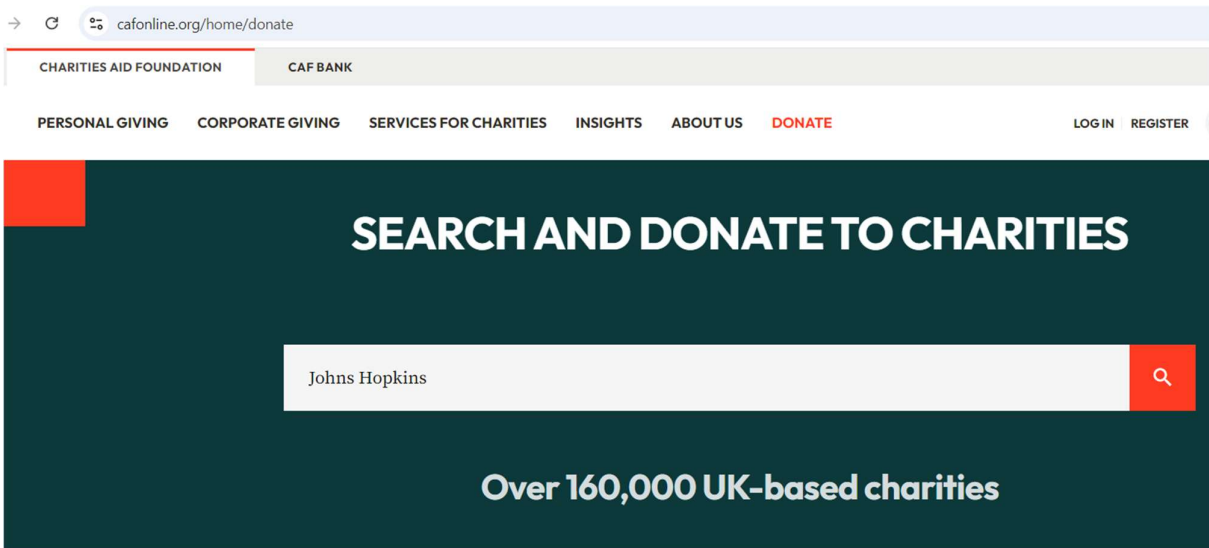 cafonline.org/home/donate
CHARITIES AID FOUNDATION CAF BANK
PERSONAL GIVING CORPORATE GIVING SERVICES FOR CHARITIES INSIGHTS ABOUT US DONATE LOG IN REGISTER
SEARCH AND DONATE TO CHARITIES
Johns Hopkins
Over 160,000 UK-based charities